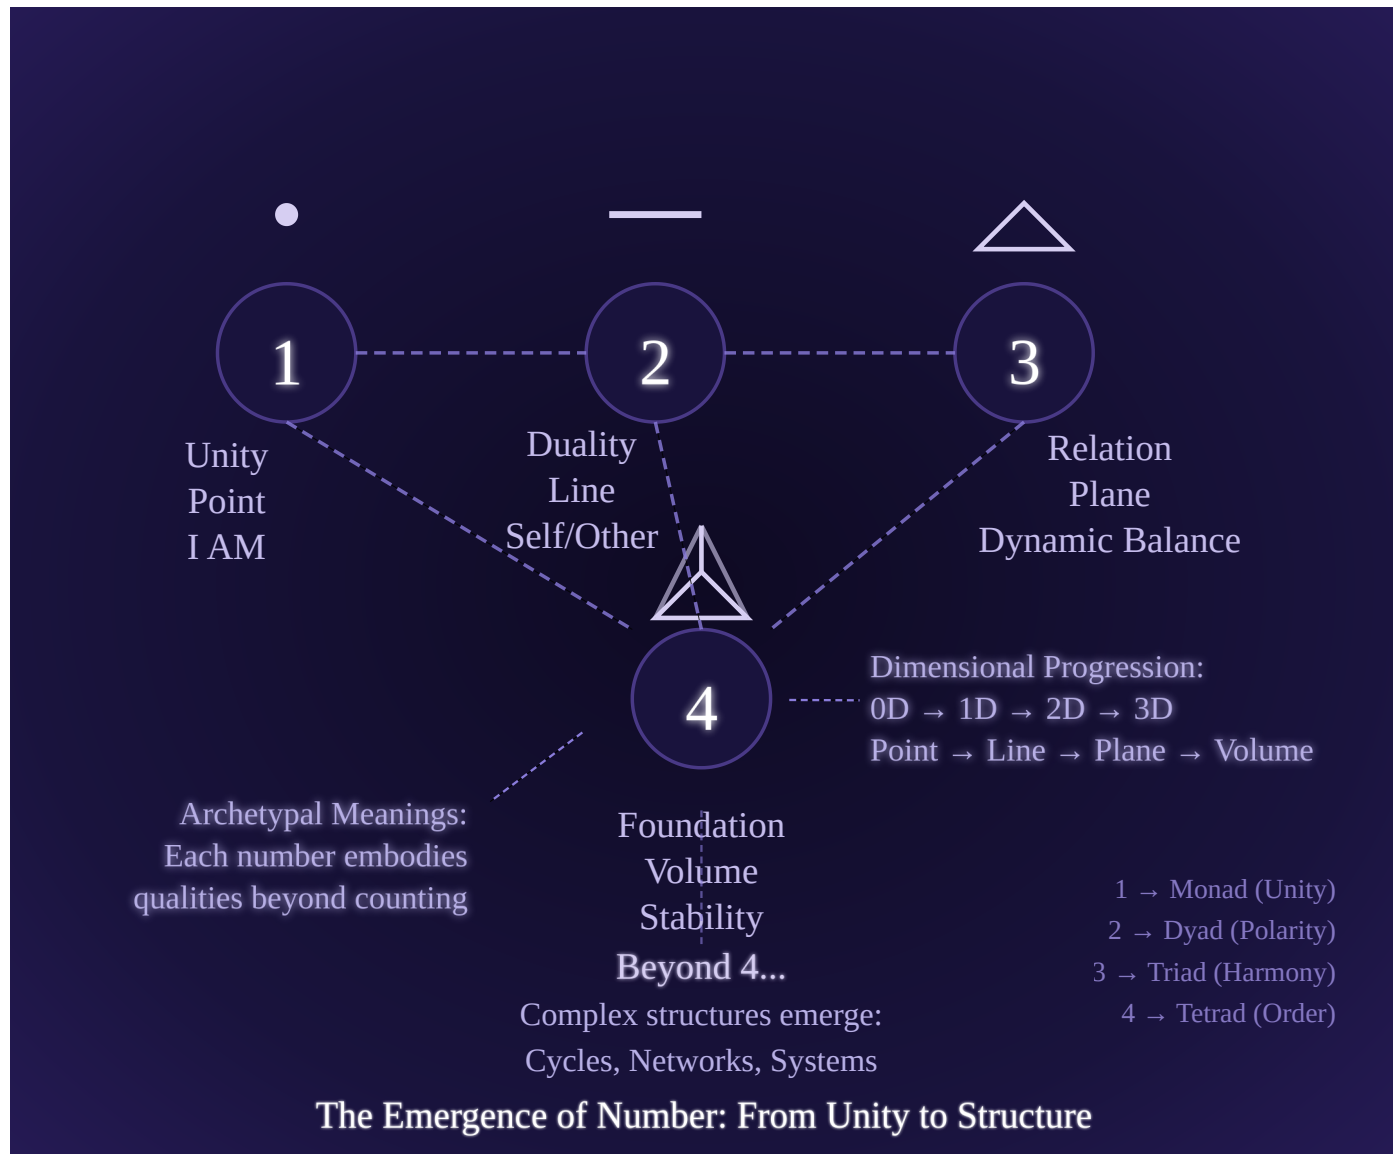 1
2
3
Unity
Point
I AM
Duality
Line
Self/Other
Relation
Plane
Dynamic Balance
4
Dimensional Progression:
0D → 1D → 2D → 3D
Point → Line → Plane → Volume
Archetypal Meanings:
Each number embodies
qualities beyond counting
Foundation
Volume
Stability
1 → Monad (Unity)
2 → Dyad (Polarity)
3 → Triad (Harmony)
4 → Tetrad (Order)
Beyond 4...
Complex structures emerge:
Cycles, Networks, Systems
The Emergence of Number: From Unity to Structure